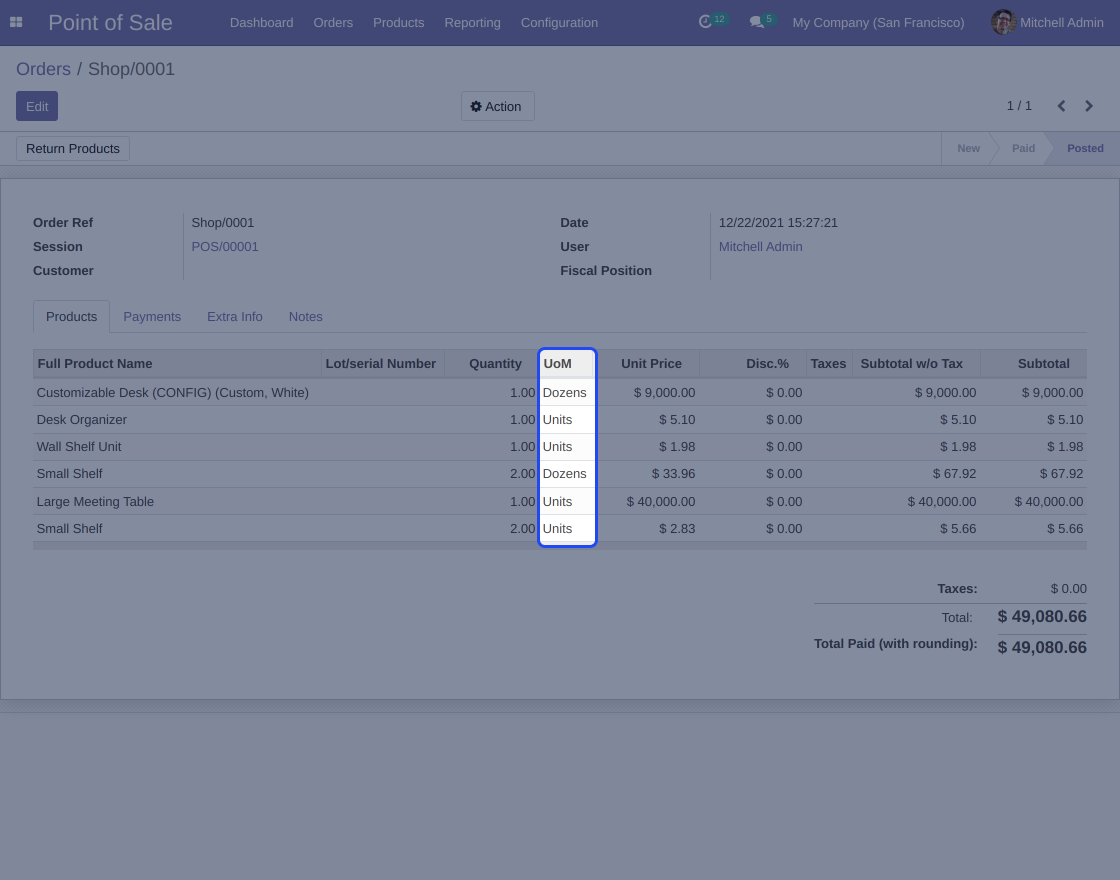 Point of Sale Dashboard Orders Products Reporting Configuration 12 5 My Company (San Francisco) Mitchell Admin
Orders / Shop/0001
Edit Action 1 / 1
Return Products New Paid Posted
Order Ref Shop/0001 Date 12/22/2021 15:27:21
Session POS/00001 User Mitchell Admin
Customer Fiscal Position
Products Payments Extra Info Notes
Full Product Name Lot/serial Number Quantity UoM Unit Price Disc.% Taxes Subtotal w/o Tax Subtotal
Customizable Desk (CONFIG) (Custom, White) 1.00 Dozens $ 9,000.00 $ 0.00 $ 9,000.00 $ 9,000.00
Desk Organizer 1.00 Units $ 5.10 $ 0.00 $ 5.10 $ 5.10
Wall Shelf Unit 1.00 Units $ 1.98 $ 0.00 $ 1.98 $ 1.98
Small Shelf 2.00 Dozens $ 33.96 $ 0.00 $ 67.92 $ 67.92
Large Meeting Table 1.00 Units $ 40,000.00 $ 0.00 $ 40,000.00 $ 40,000.00
Small Shelf 2.00 Units $ 2.83 $ 0.00 $ 5.66 $ 5.66
Taxes: $ 0.00
Total: $ 49,080.66
Total Paid (with rounding): $ 49,080.66